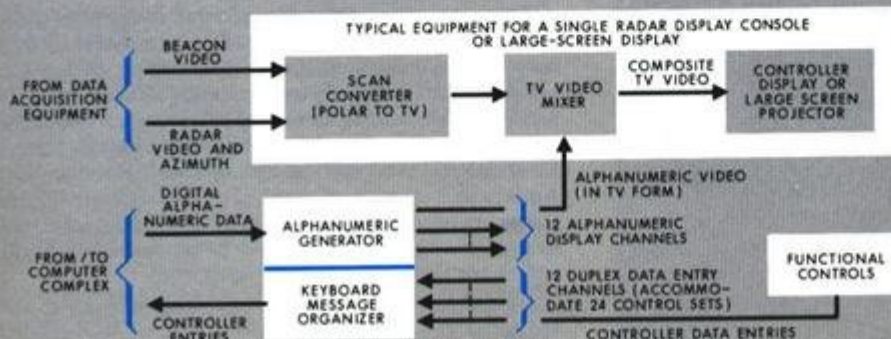 TYPICAL EQUIPMENT FOR A SINGLE RADAR DISPLAY CONSOLE
OR LARGE-SCREEN DISPLAY
BEACON
VIDEO
FROM DATA
ACQUISITION
EQUIPMENT
RADAR
VIDEO AND
AZIMUTH
SCAN
CONVERTER
(POLAR TO TV)
TV VIDEO
MIXER
COMPOSITE
TV VIDEO
CONTROLLER
DISPLAY OR
LARGE SCREEN
PROJECTOR
ALPHANUMERIC VIDEO
(IN TV FORM)
DIGITAL
ALPHA-
NUMERIC DATA
FROM/TO
COMPUTER
COMPLEX
CONTROLLER
ENTRIES
ALPHANUMERIC
GENERATOR
KEYBOARD
MESSAGE
ORGANIZER
12 ALPHANUMERIC
DISPLAY CHANNELS
12 DUPLEX DATA ENTRY
CHANNELS (ACCOMMO-
DATE 24 CONTROL SETS)
FUNCTIONAL
CONTROLS
CONTROLLER DATA ENTRIES